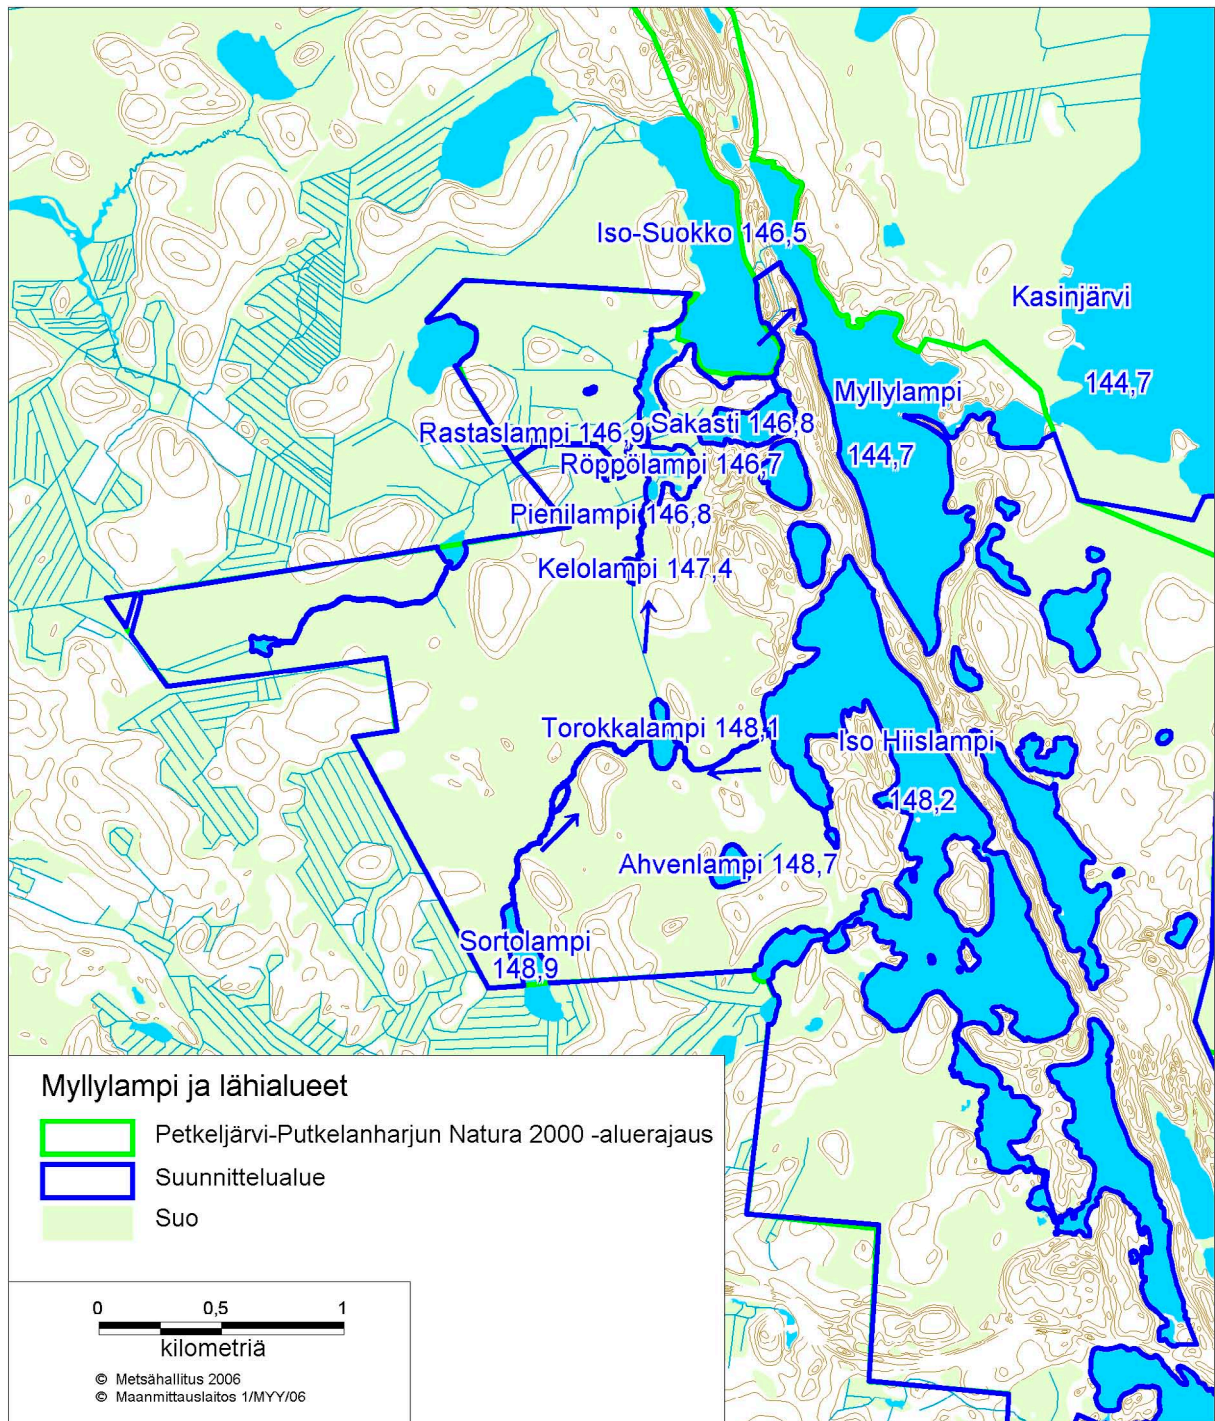 Iso-Suokko 146,5
Kasinjärvi
144,7
Myllylampi
144,7
Rastaslampi 146,9
Sakasti 146,8
Röppölampi 146,7
Pienilampi 146,8
Kelolampi 147,4
Torokkalampi 148,1
Iso Hiislampi
148,2
Ahvenlampi 148,7
Sortolampi
148,9
Myllylampi ja lähialueet
Petkeljärvi-Putkelanharjun Natura 2000 -aluerajaus
Suunnittelualue
Suo
0 0,5 1
kilometriä
© Metsähallitus 2006
© Maanmittauslaitos 1/MYY/06